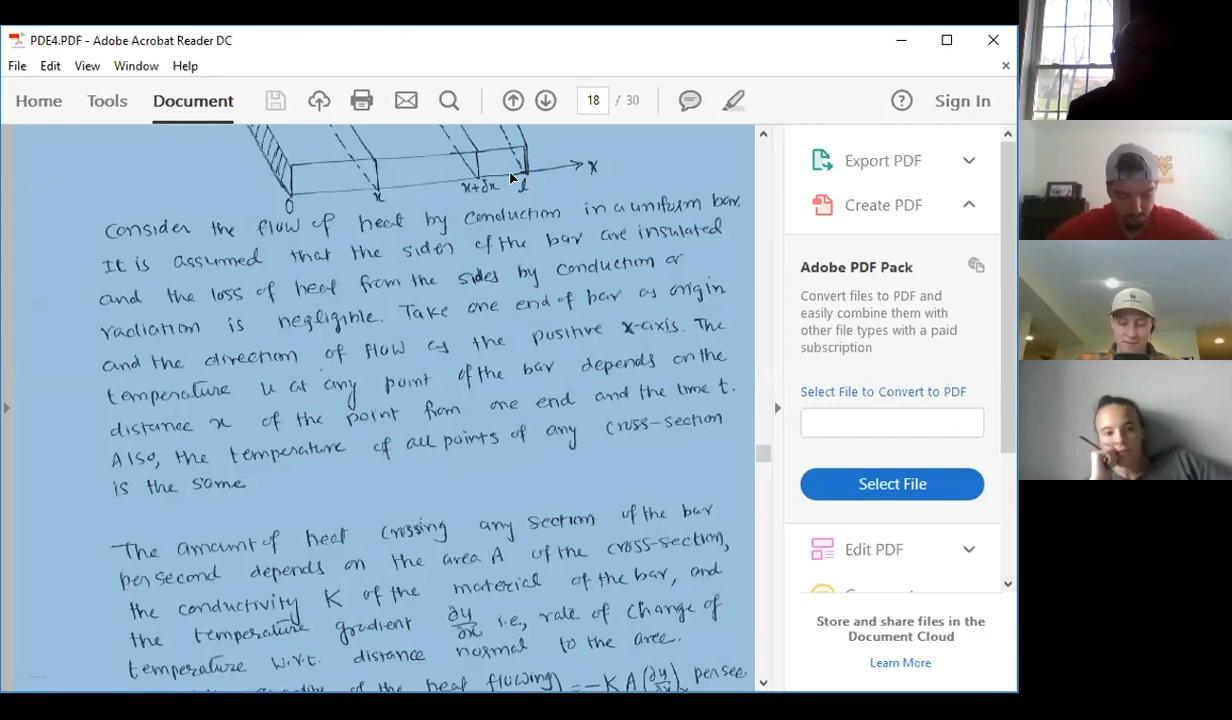 PDE4.PDF - Adobe Acrobat Reader DC
File Edit View Window Help
Home Tools Document 18 / 30 Sign In
x
0 x x+δx l
Consider the flow of heat by conduction in a uniform bar.
It is assumed that the sides of the bar are insulated
and the loss of heat from the sides by conduction or
radiation is negligible. Take one end of bar as origin
and the direction of flow as the positive x-axis. The
temperature u at any point of the bar depends on the
distance x of the point from one end and the time t.
Also, the temperature of all points of any cross-section
is the same
The amount of heat crossing any section of the bar
per second depends on the area A of the cross-section,
the conductivity K of the material of the bar, and
the temperature gradient ∂u/∂x i.e., rate of change of
temperature w.r.t. distance normal to the area.
of the heat flowing) = -KA(∂u/∂x)x per sec
Export PDF
Create PDF
Adobe PDF Pack
Convert files to PDF and
easily combine them with
other file types with a paid
subscription
Select File to Convert to PDF
Select File
Edit PDF
Store and share files in the
Document Cloud
Learn More